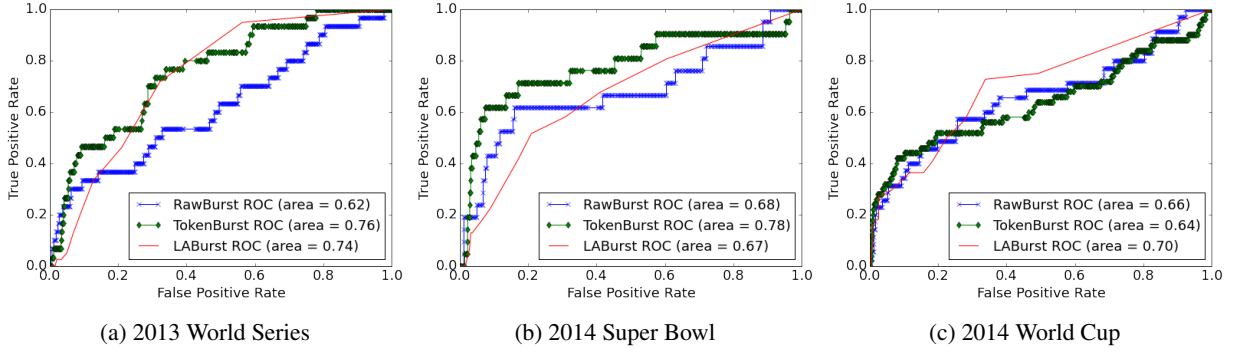 True Positive Rate
1.0
0.8
0.6
0.4
0.2
0.0
0.0 0.2 0.4 0.6 0.8 1.0
False Positive Rate
RawBurst ROC (area = 0.62)
TokenBurst ROC (area = 0.76)
LABurst ROC (area = 0.74)
(a) 2013 World Series
True Positive Rate
1.0
0.8
0.6
0.4
0.2
0.0
0.0 0.2 0.4 0.6 0.8 1.0
False Positive Rate
RawBurst ROC (area = 0.68)
TokenBurst ROC (area = 0.78)
LABurst ROC (area = 0.67)
(b) 2014 Super Bowl
True Positive Rate
1.0
0.8
0.6
0.4
0.2
0.0
0.0 0.2 0.4 0.6 0.8 1.0
False Positive Rate
RawBurst ROC (area = 0.66)
TokenBurst ROC (area = 0.64)
LABurst ROC (area = 0.70)
(c) 2014 World Cup